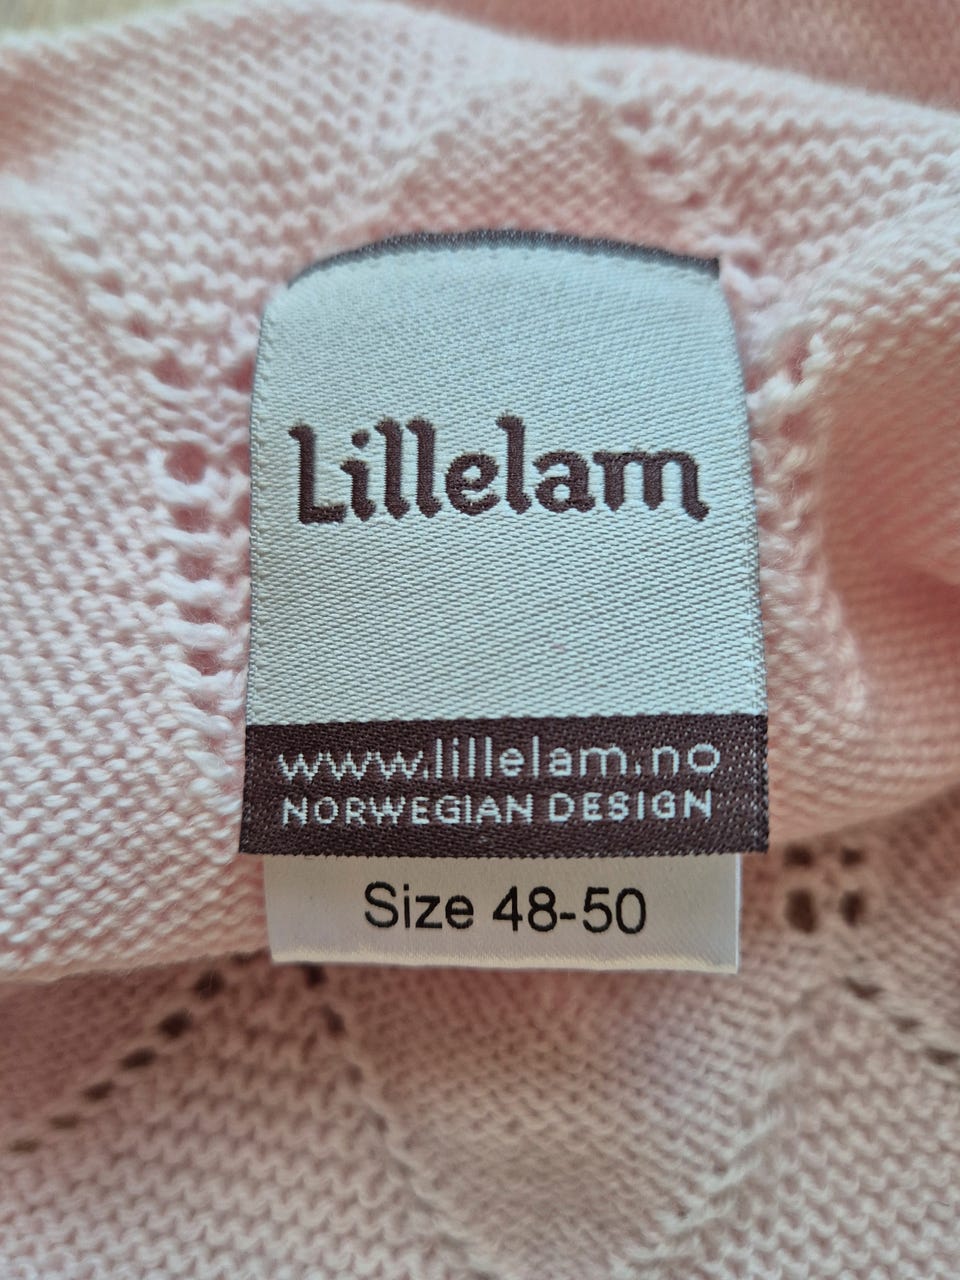 Lillelam
www.lillelam.no
NORWEGIAN DESIGN
Size 48-50